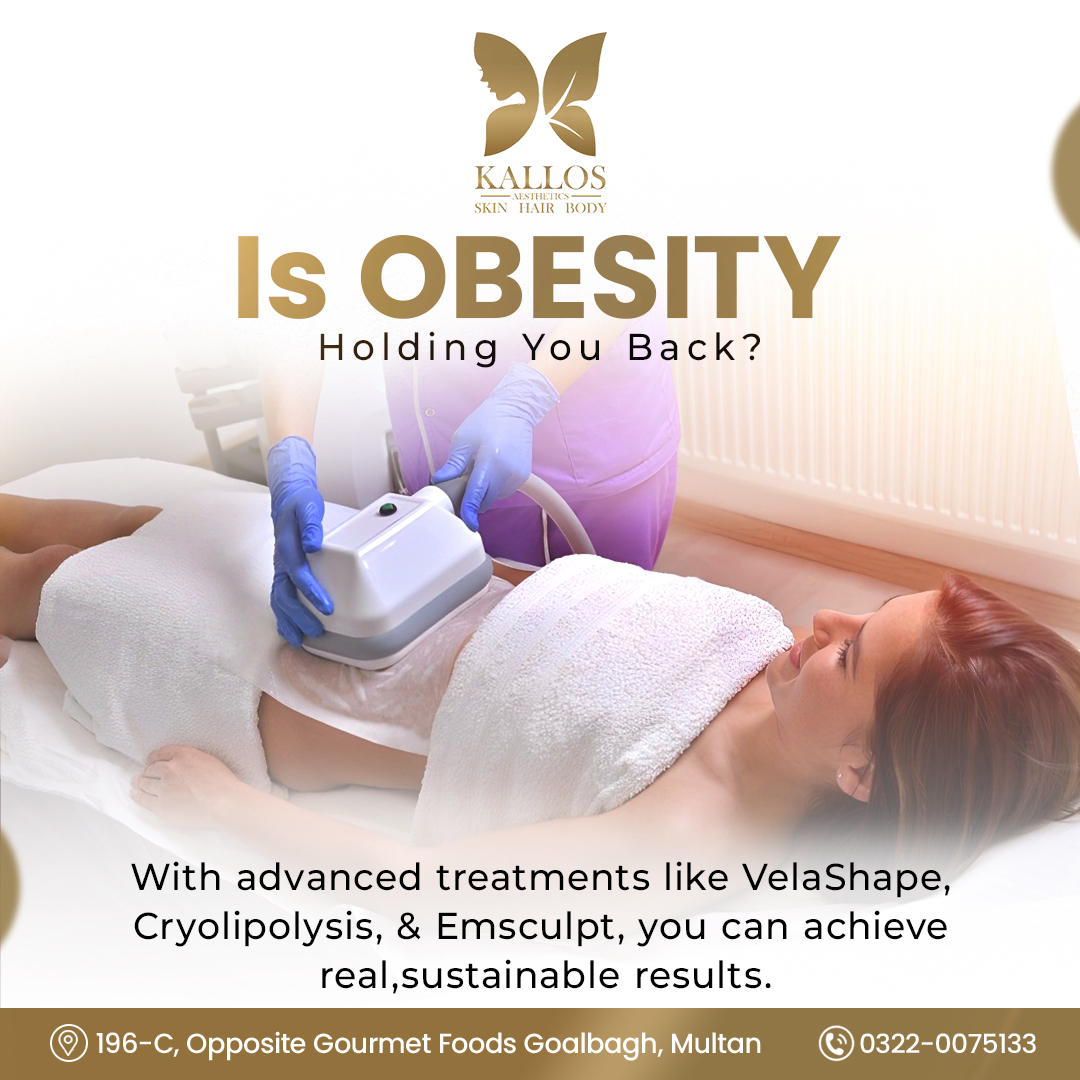 KALLOS
AESTHETICS
SKIN HAIR BODY
Is OBESITY
Holding You Back?
With advanced treatments like VelaShape,
Cryolipolysis, & Emsculpt, you can achieve
real,sustainable results.
196-C, Opposite Gourmet Foods Goalbagh, Multan
0322-0075133